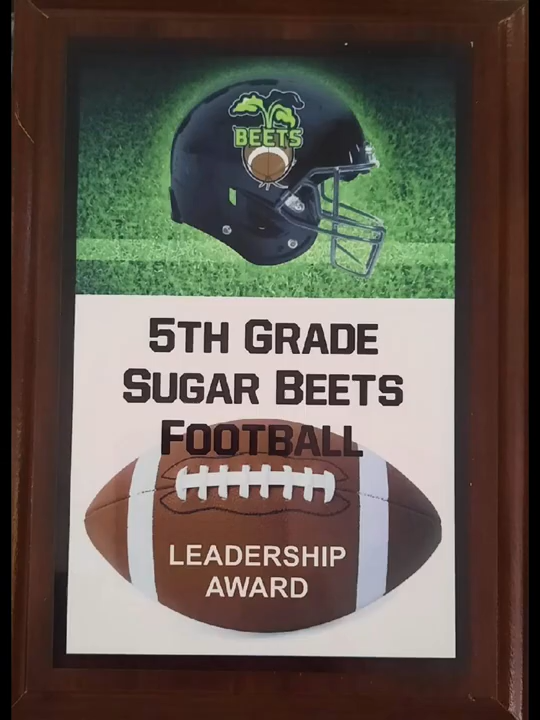 BEETS
5TH GRADE
SUGAR BEETS
FOOTBALL
LEADERSHIP
AWARD